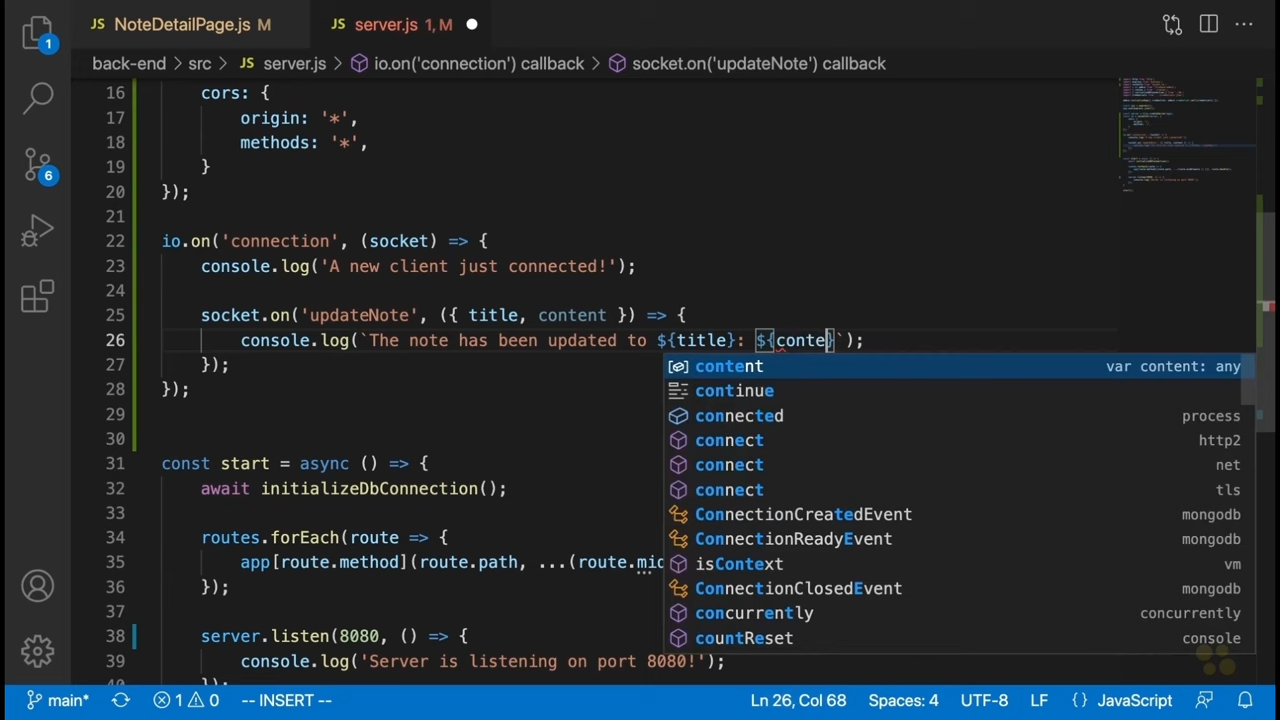 JS NoteDetailPage.js M JS server.js 1, M
1
back-end > src > JS server.js > io.on('connection') callback > socket.on('updateNote') callback
16 cors: {
17 origin: '*',
18 methods: '*',
19 }
20 });
21
22 io.on('connection', (socket) => {
23 console.log('A new client just connected!');
24
25 socket.on('updateNote', ({ title, content }) => {
26 console.log(`The note has been updated to ${title}: ${conte}`);
27 });
28 });
29
30
31 const start = async () => {
32 await initializeDbConnection();
33
34 routes.forEach(route => {
35 app[route.method](route.path, ...(route.mid
36 });
37
38 server.listen(8080, () => {
39 console.log('Server is listening on port 8080!');
40 });
6
content var content: any
continue
connected process
connect http2
connect net
connect tls
ConnectionCreatedEvent mongodb
ConnectionReadyEvent mongodb
isContext vm
ConnectionClosedEvent mongodb
concurrently concurrently
countReset console
main* 1 0 -- INSERT -- Ln 26, Col 68 Spaces: 4 UTF-8 LF {} JavaScript